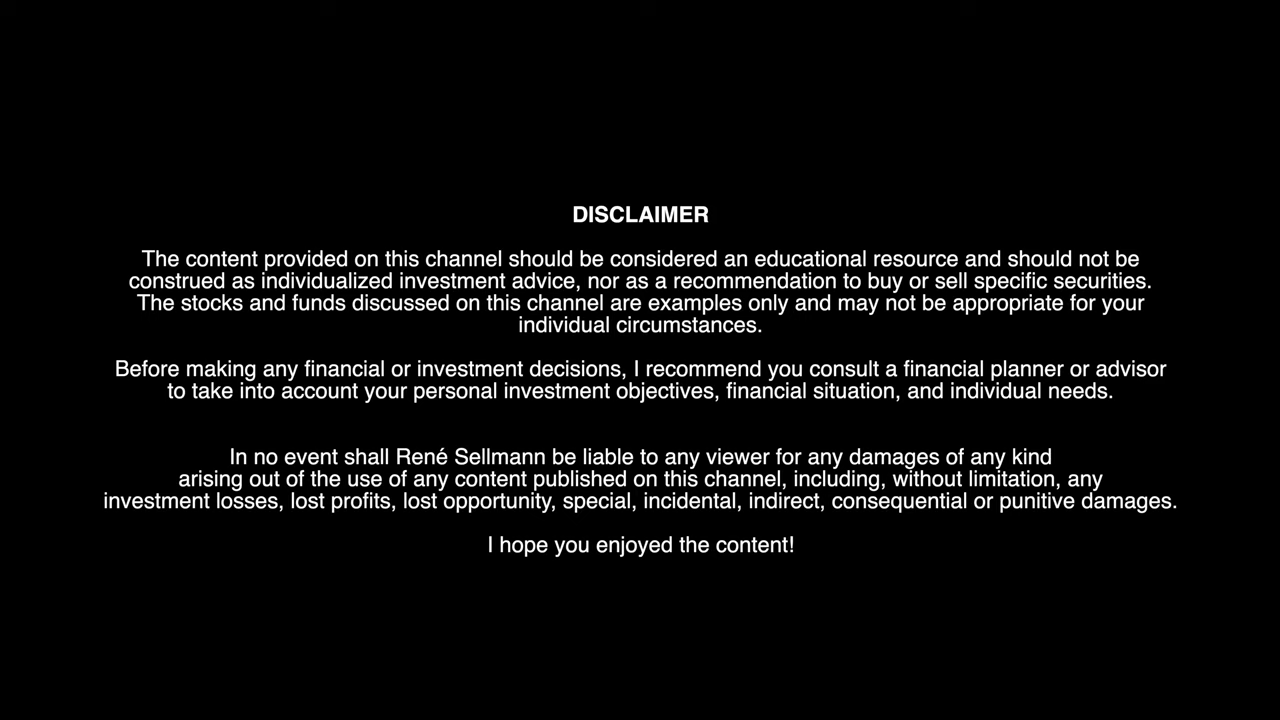 DISCLAIMER
The content provided on this channel should be considered an educational resource and should not be
construed as individualized investment advice, nor as a recommendation to buy or sell specific securities.
The stocks and funds discussed on this channel are examples only and may not be appropriate for your
individual circumstances.
Before making any financial or investment decisions, I recommend you consult a financial planner or advisor
to take into account your personal investment objectives, financial situation, and individual needs.
In no event shall René Sellmann be liable to any viewer for any damages of any kind
arising out of the use of any content published on this channel, including, without limitation, any
investment losses, lost profits, lost opportunity, special, incidental, indirect, consequential or punitive damages.
I hope you enjoyed the content!